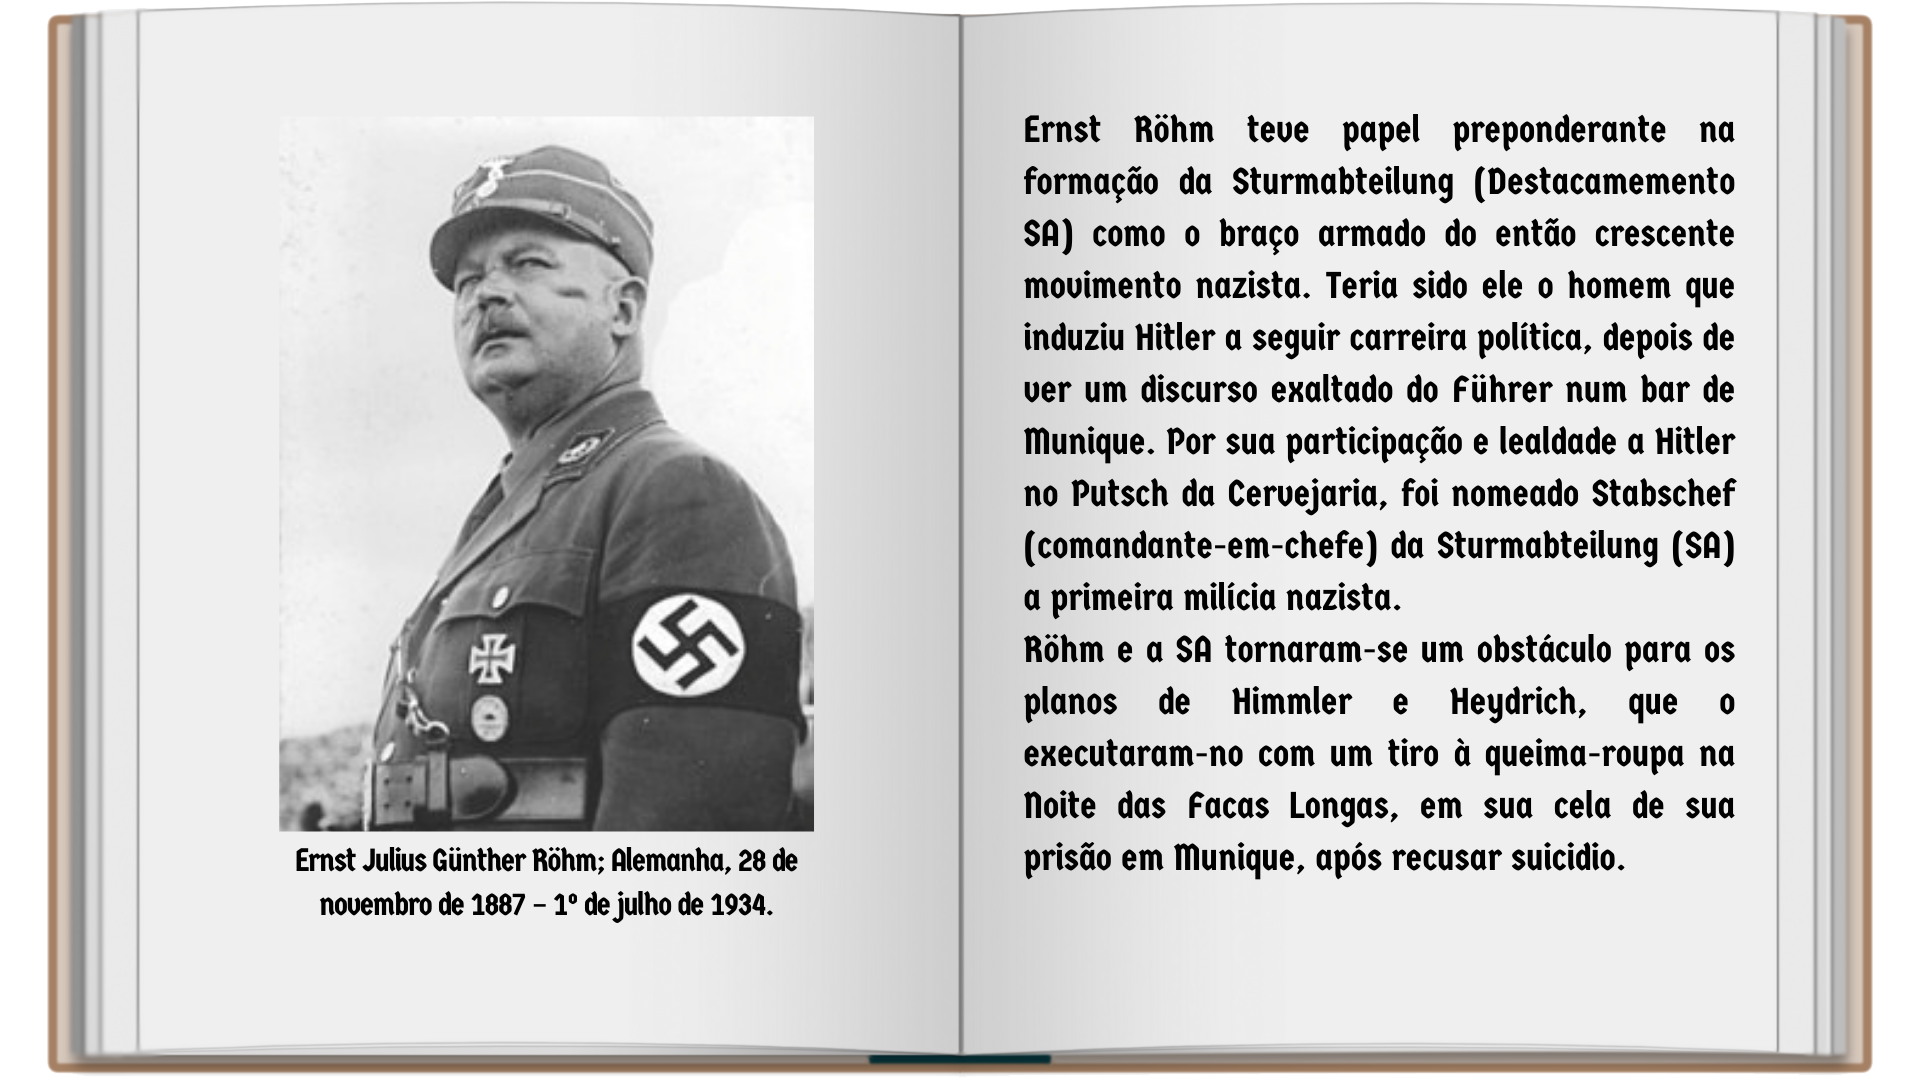 Ernst Julius Günther Röhm; Alemanha, 28 de
novembro de 1887 – 1º de julho de 1934.
Ernst Röhm teve papel preponderante na
formação da Sturmabteilung (Destacamemento
SA) como o braço armado do então crescente
movimento nazista. Teria sido ele o homem que
induziu Hitler a seguir carreira política, depois de
ver um discurso exaltado do Führer num bar de
Munique. Por sua participação e lealdade a Hitler
no Putsch da Cervejaria, foi nomeado Stabschef
(comandante-em-chefe) da Sturmabteilung (SA)
a primeira milícia nazista.
Röhm e a SA tornaram-se um obstáculo para os
planos de Himmler e Heydrich, que o
executaram-no com um tiro à queima-roupa na
Noite das Facas Longas, em sua cela de sua
prisão em Munique, após recusar suicidio.